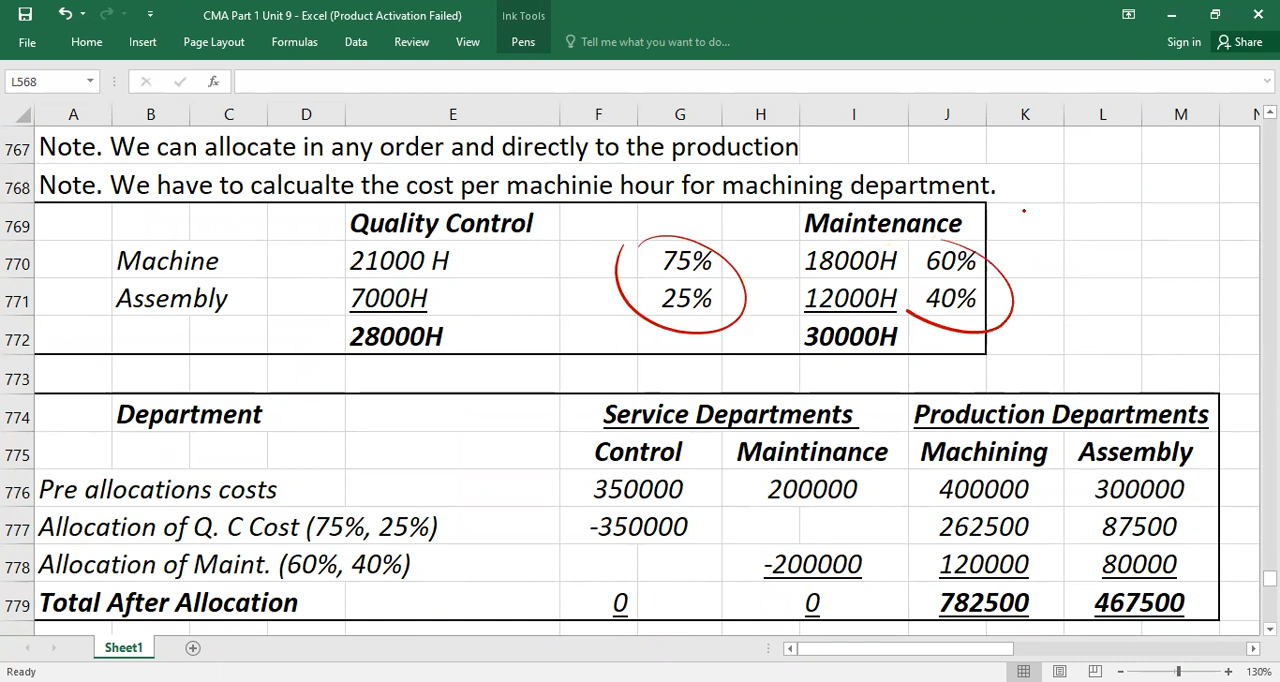 CMA Part 1 Unit 9 - Excel (Product Activation Failed) Ink Tools
File Home Insert Page Layout Formulas Data Review View Pens Tell me what you want to do... Sign in Share
L568 fx
A B C D E F G H I J K L M N
767 Note. We can allocate in any order and directly to the production
768 Note. We have to calcualte the cost per machinie hour for machining department.
769 Quality Control Maintenance
770 Machine 21000 H 75% 18000H 60%
771 Assembly 7000H 25% 12000H 40%
772 28000H 30000H
773
774 Department Service Departments Production Departments
775 Control Maintinance Machining Assembly
776 Pre allocations costs 350000 200000 400000 300000
777 Allocation of Q. C Cost (75%, 25%) -350000 262500 87500
778 Allocation of Maint. (60%, 40%) -200000 120000 80000
779 Total After Allocation 0 0 782500 467500
Sheet1
Ready 130%